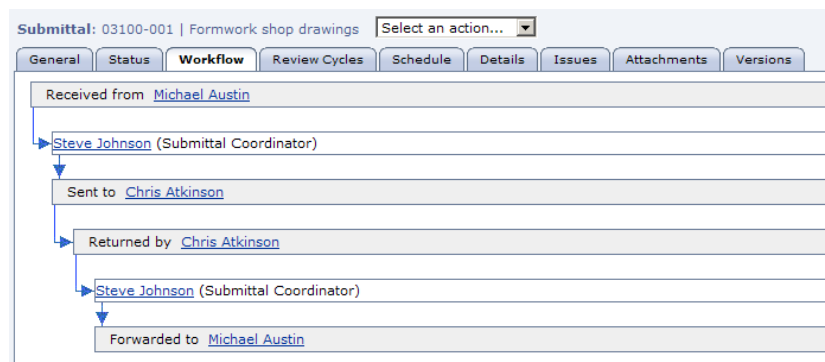 Submittal: 03100-001 | Formwork shop drawings Select an action...
General Status Workflow Review Cycles Schedule Details Issues Attachments Versions
Received from Michael Austin
Steve Johnson (Submittal Coordinator)
Sent to Chris Atkinson
Returned by Chris Atkinson
Steve Johnson (Submittal Coordinator)
Forwarded to Michael Austin